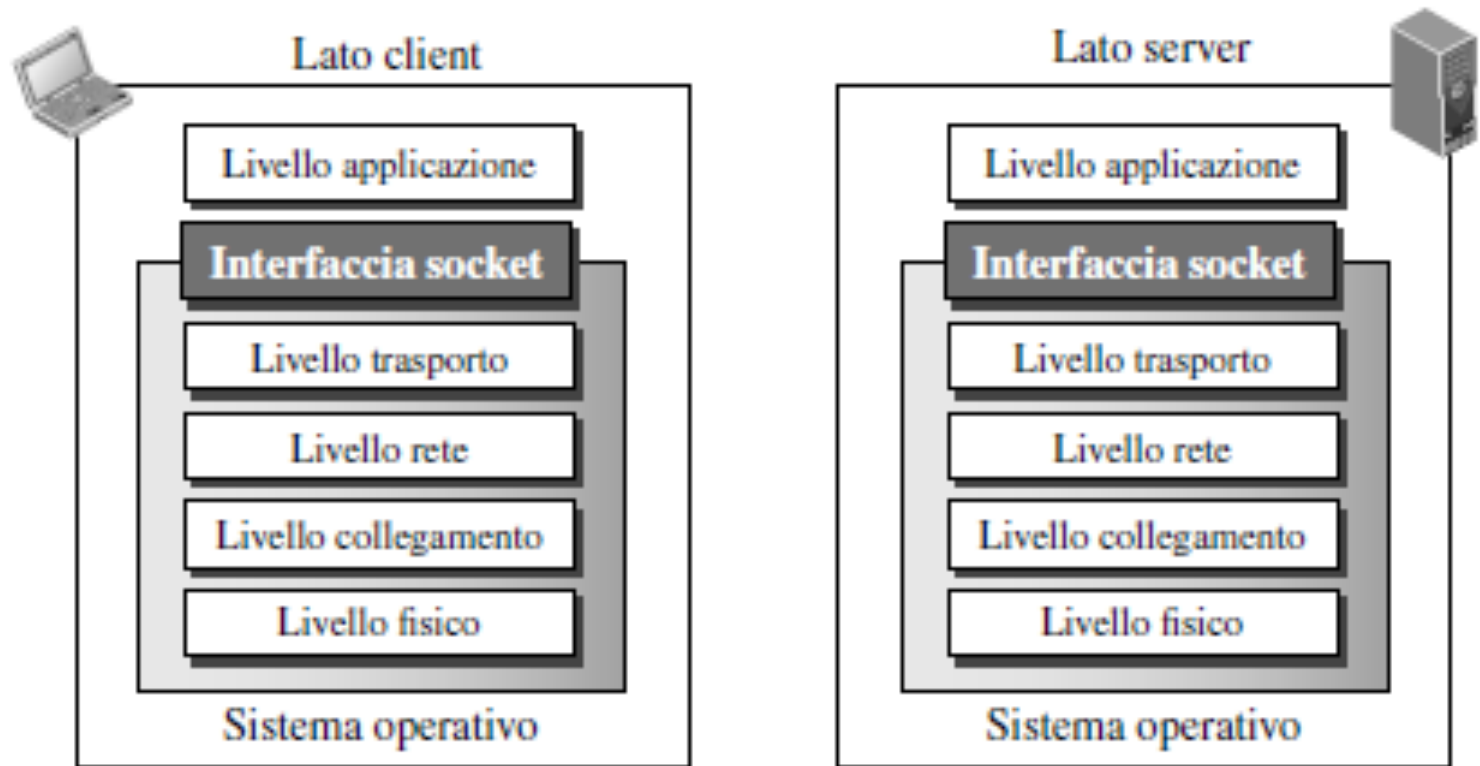 Lato client
Livello applicazione
Interfaccia socket
Livello trasporto
Livello rete
Livello collegamento
Livello fisico
Sistema operativo
Lato server
Livello applicazione
Interfaccia socket
Livello trasporto
Livello rete
Livello collegamento
Livello fisico
Sistema operativo